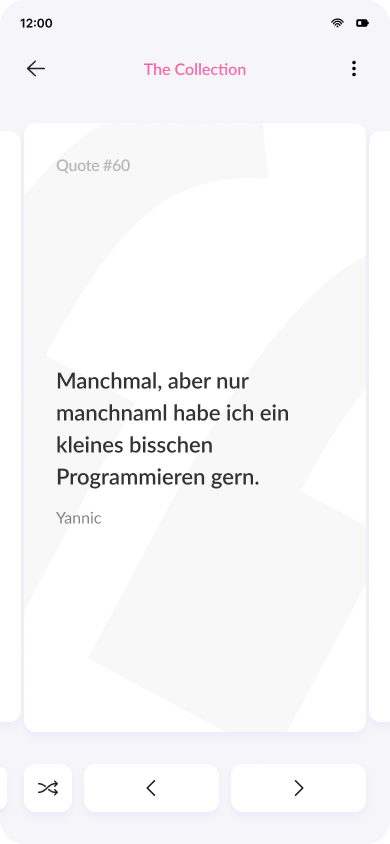 12:00
The Collection
Quote #60
Manchmal, aber nur
manchnaml habe ich ein
kleines bisschen
Programmieren gern.
Yannic